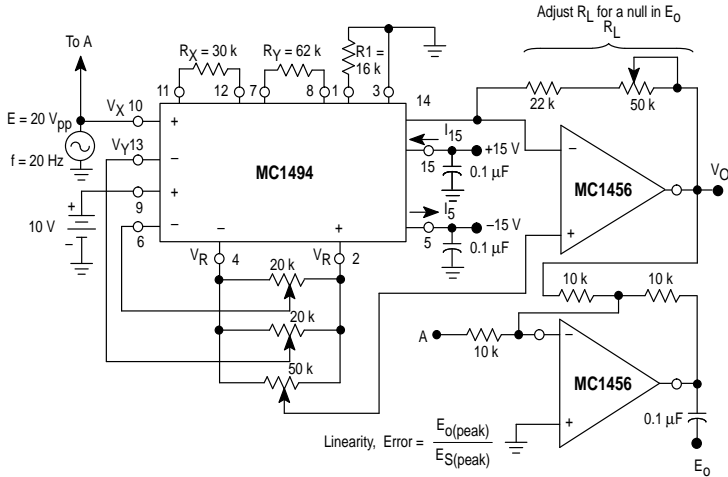 Adjust R_L for a null in E_o
R_L
To A
R_X = 30 k
R_Y = 62 k
R1 =
16 k
11
12
7
8
1
3
14
22 k
50 k
V_X 10
E = 20 V_pp
f = 20 Hz
V_Y 13
+
−
+
−
9
6
10 V
+
−
MC1494
I_15
15
+15 V
0.1 µF
I_5
5
−15 V
0.1 µF
−
+
MC1456
V_O
−
+
V_R 4
V_R 2
20 k
20 k
50 k
10 k
10 k
A
10 k
−
+
MC1456
0.1 µF
E_o
Linearity, Error = E_o(peak)
E_S(peak)